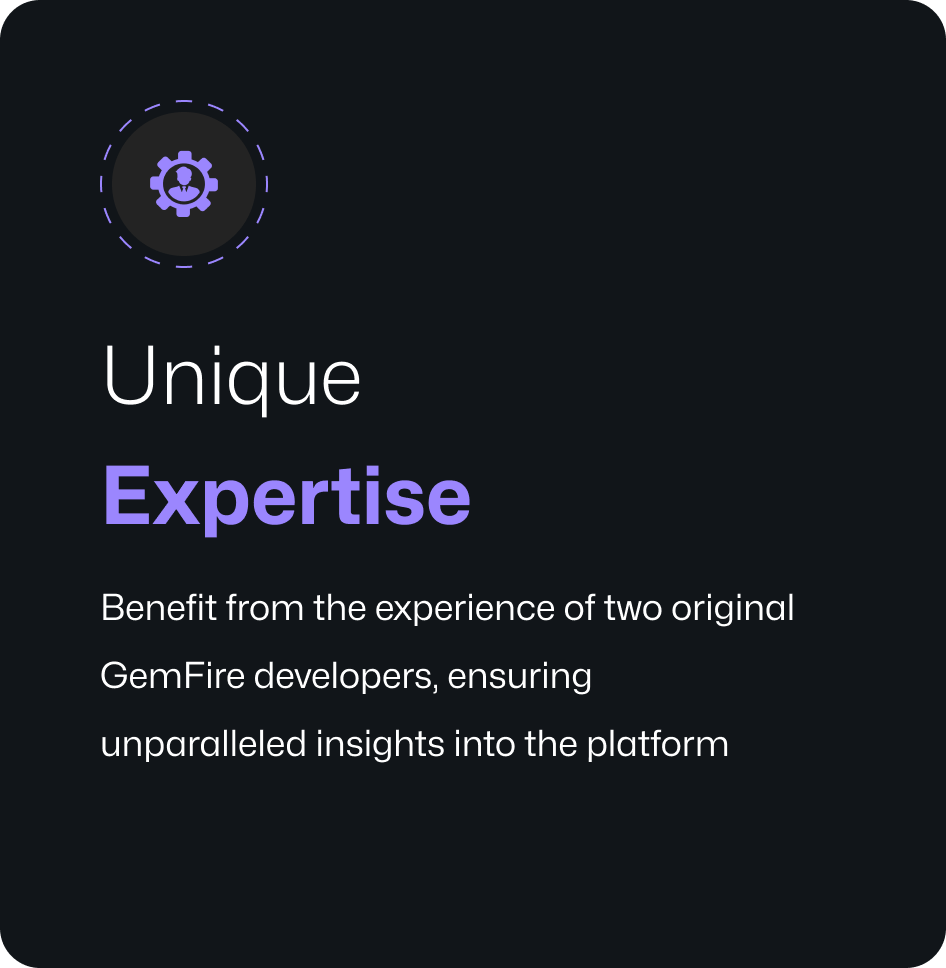 Unique
Expertise
Benefit from the experience of two original
GemFire developers, ensuring
unparalleled insights into the platform